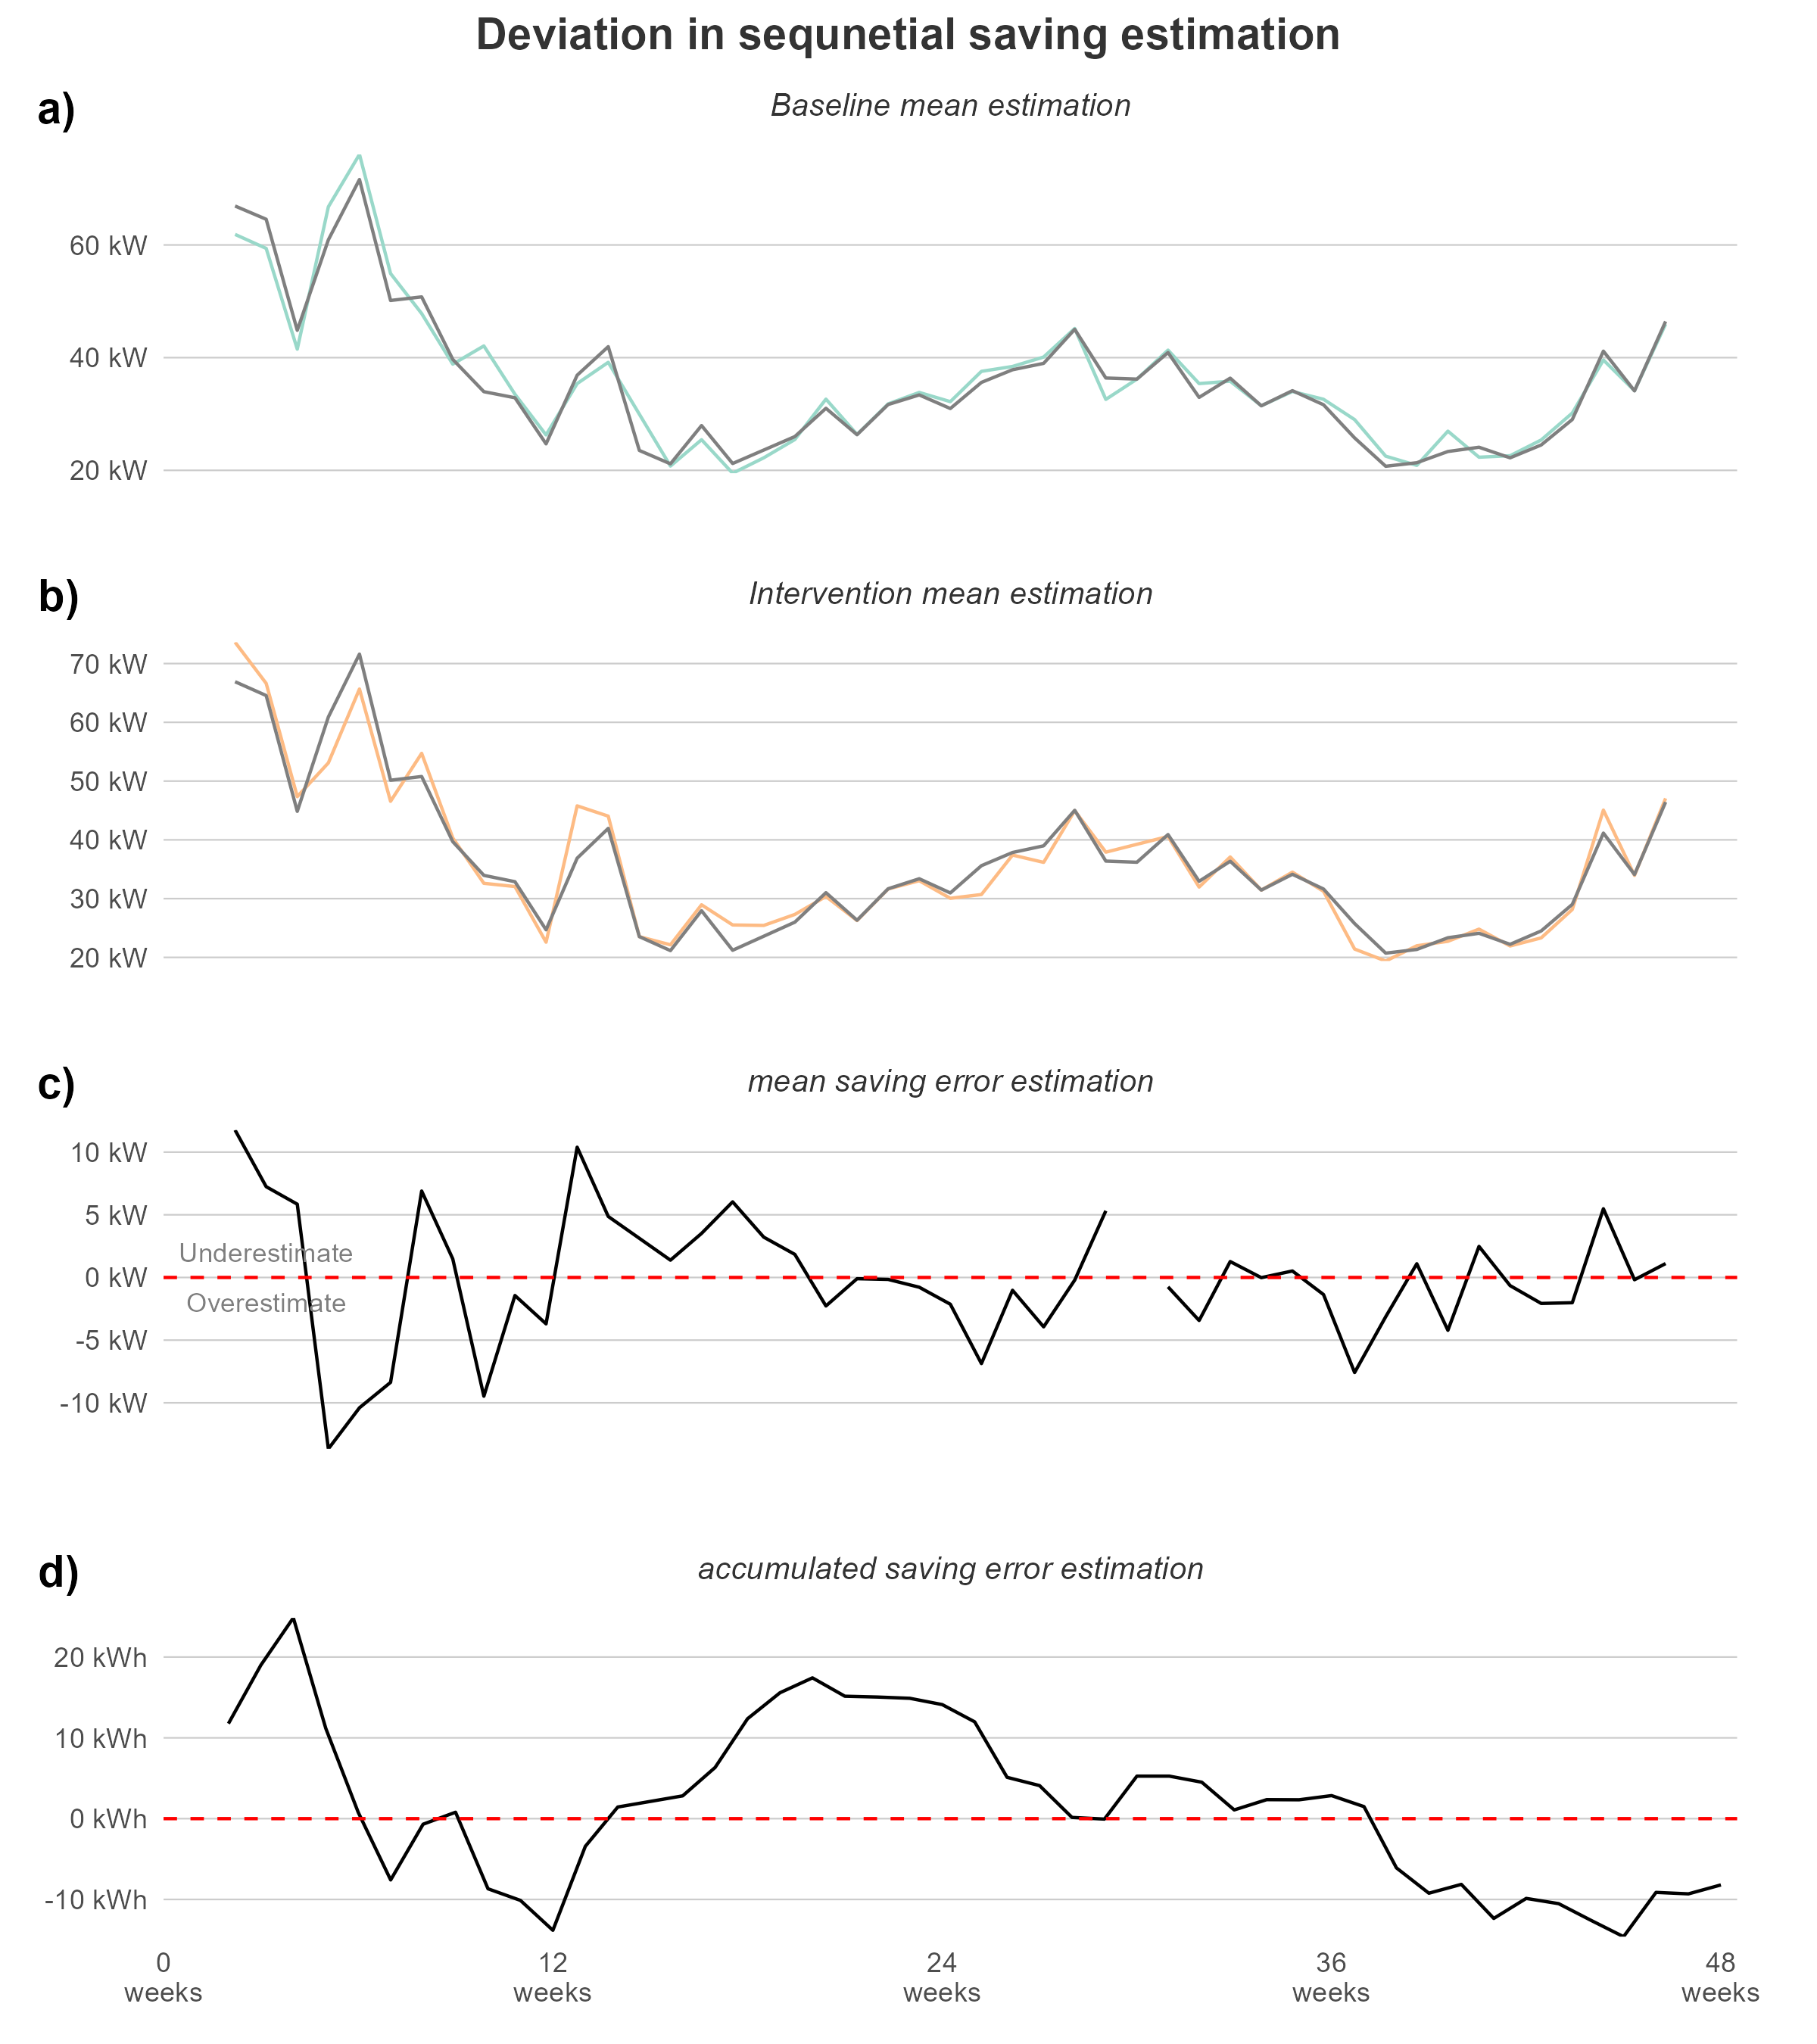 Deviation in sequnetial saving estimation
a)
Baseline mean estimation
60 kW
40 kW
20 kW
b)
Intervention mean estimation
70 kW
60 kW
50 kW
40 kW
30 kW
20 kW
c)
mean saving error estimation
10 kW
5 kW
Underestimate
0 kW
Overestimate
-5 kW
-10 kW
d)
accumulated saving error estimation
20 kWh
10 kWh
0 kWh
-10 kWh
0 12 24 36 48
weeks weeks weeks weeks weeks